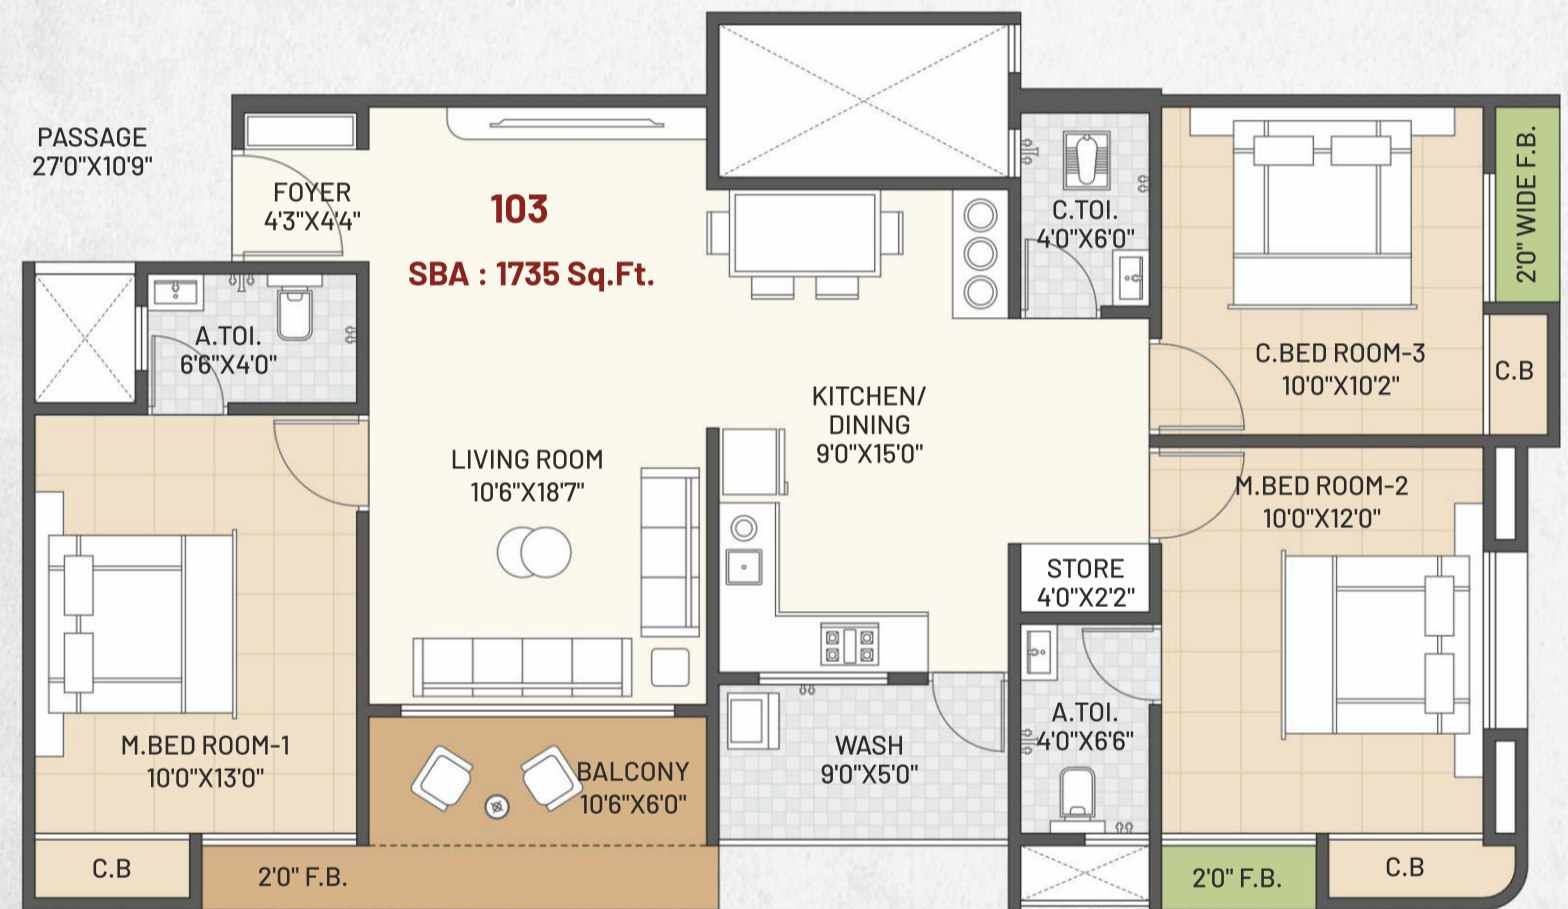 PASSAGE
27'0"X10'9"
FOYER
4'3"X4'4"
103
SBA : 1735 Sq.Ft.
C.TOI.
4'0"X6'0"
2'0" WIDE F.B.
A.TOI.
6'6"X4'0"
C.BED ROOM-3
10'0"X10'2"
C.B
KITCHEN/
DINING
9'0"X15'0"
LIVING ROOM
10'6"X18'7"
M.BED ROOM-2
10'0"X12'0"
STORE
4'0"X2'2"
M.BED ROOM-1
10'0"X13'0"
BALCONY
10'6"X6'0"
WASH
9'0"X5'0"
A.TOI.
4'0"X6'6"
C.B
2'0" F.B.
2'0" F.B.
C.B